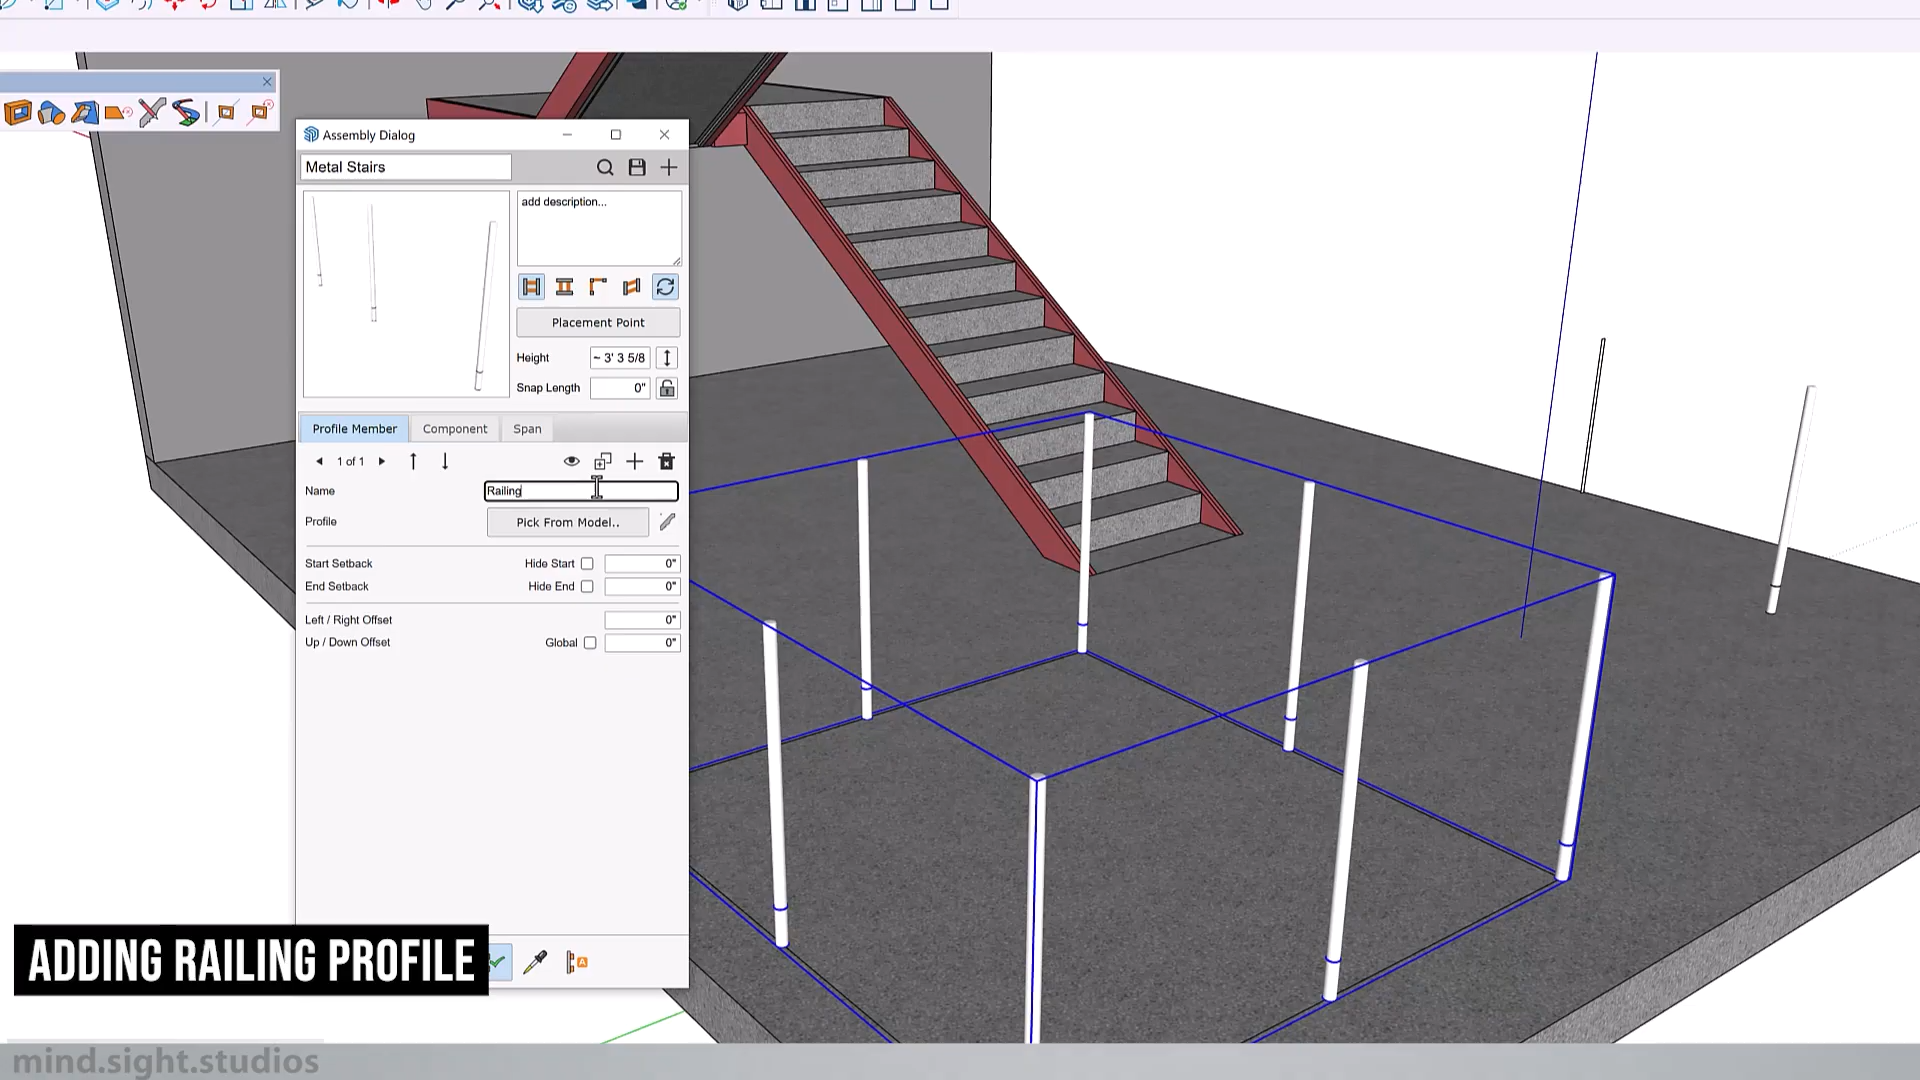 Assembly Dialog
Metal Stairs
add description...
Placement Point
Height ~ 3' 3 5/8
Snap Length 0"
Profile Member Component Span
1 of 1
Name Railing
Profile Pick From Model..
Start Setback Hide Start 0"
End Setback Hide End 0"
Left / Right Offset 0"
Up / Down Offset Global 0"
A
ADDING RAILING PROFILE
mind.sight.studios